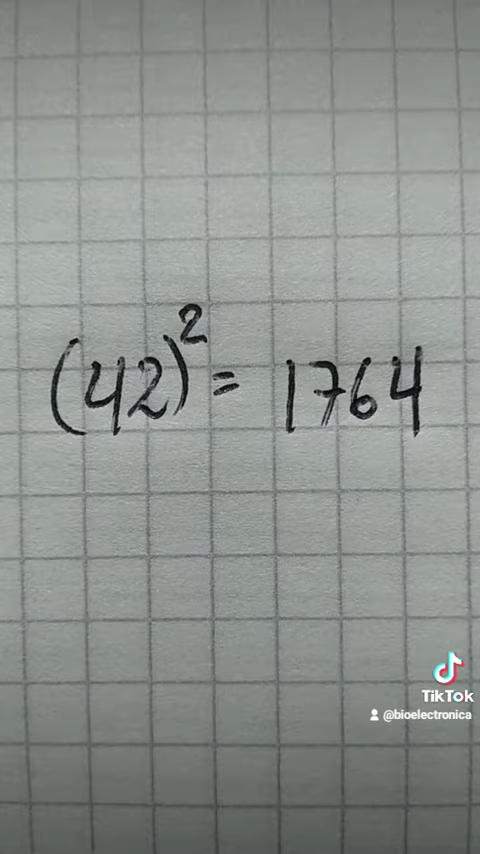 (42)² = 1764
TikTok
@bioelectronica